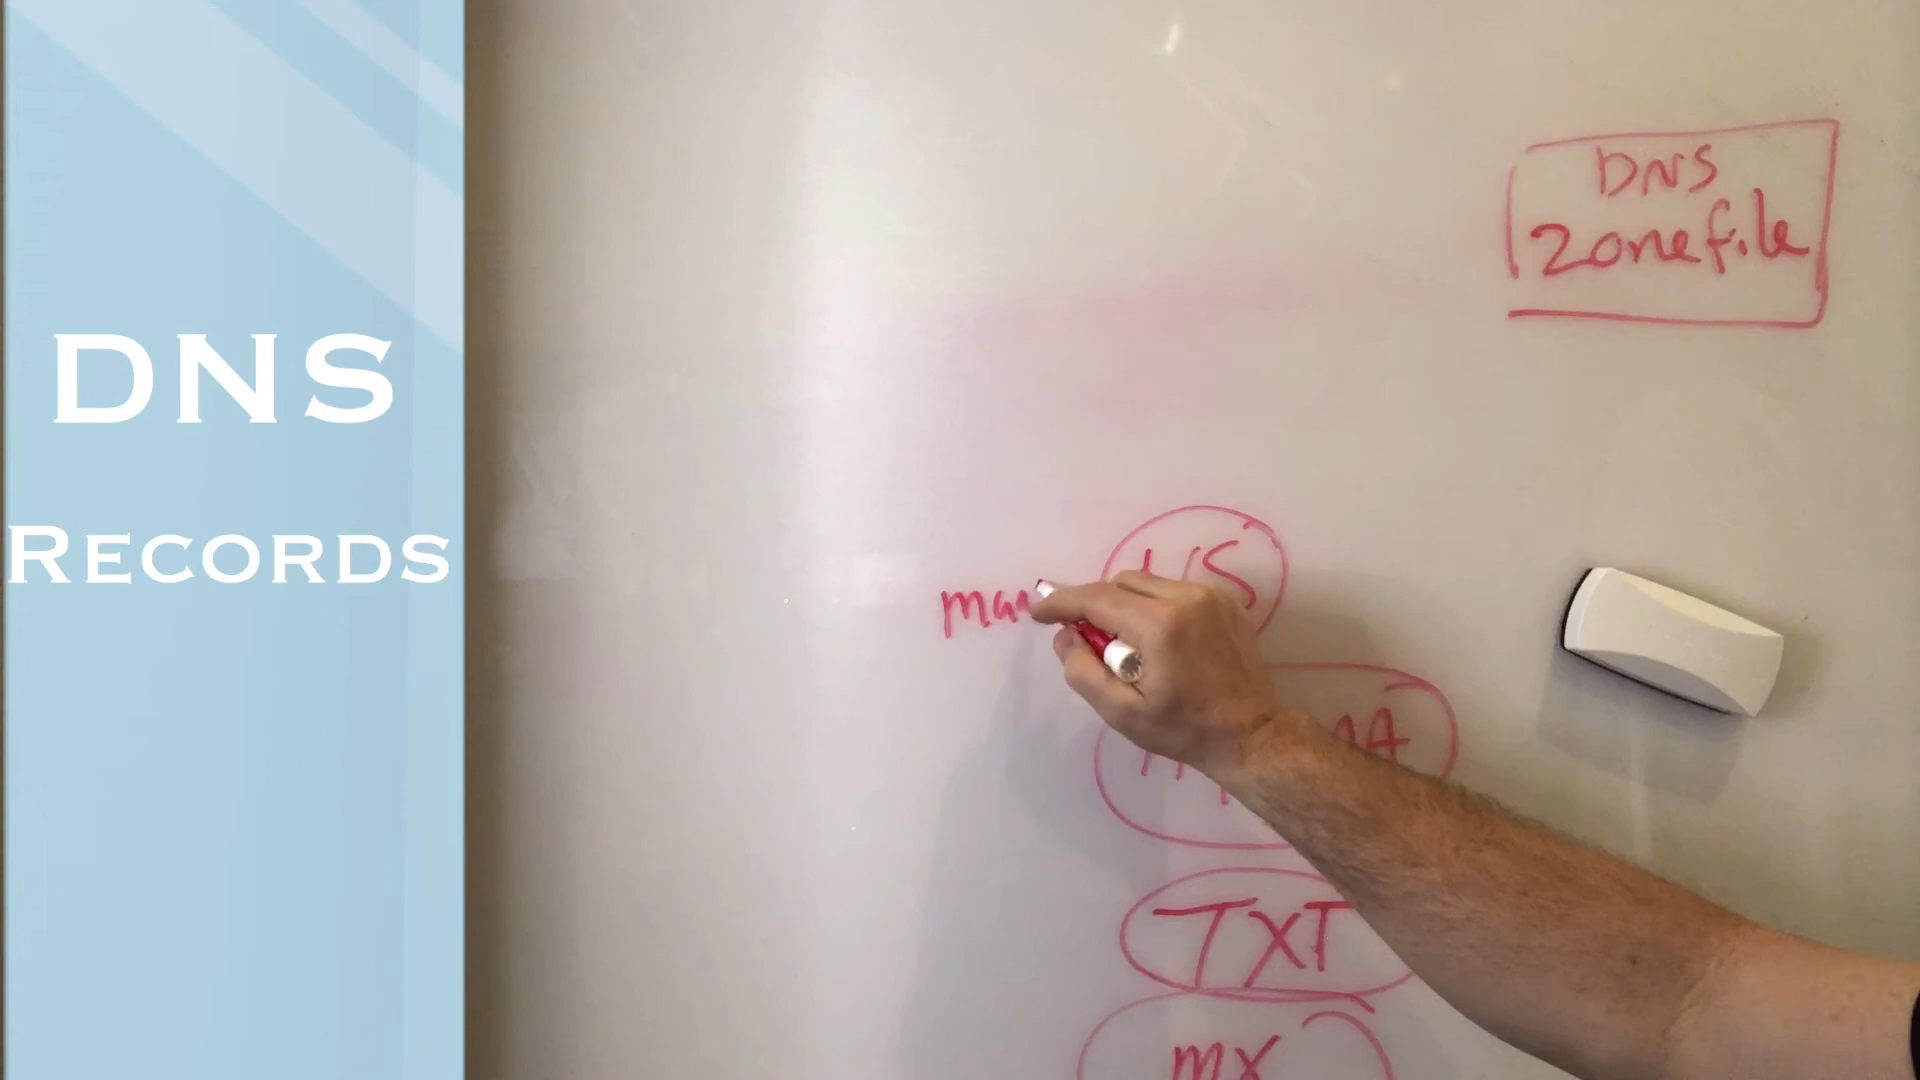 DNS
RECORDS
DNS
Zonefile
NS
TXT
MX